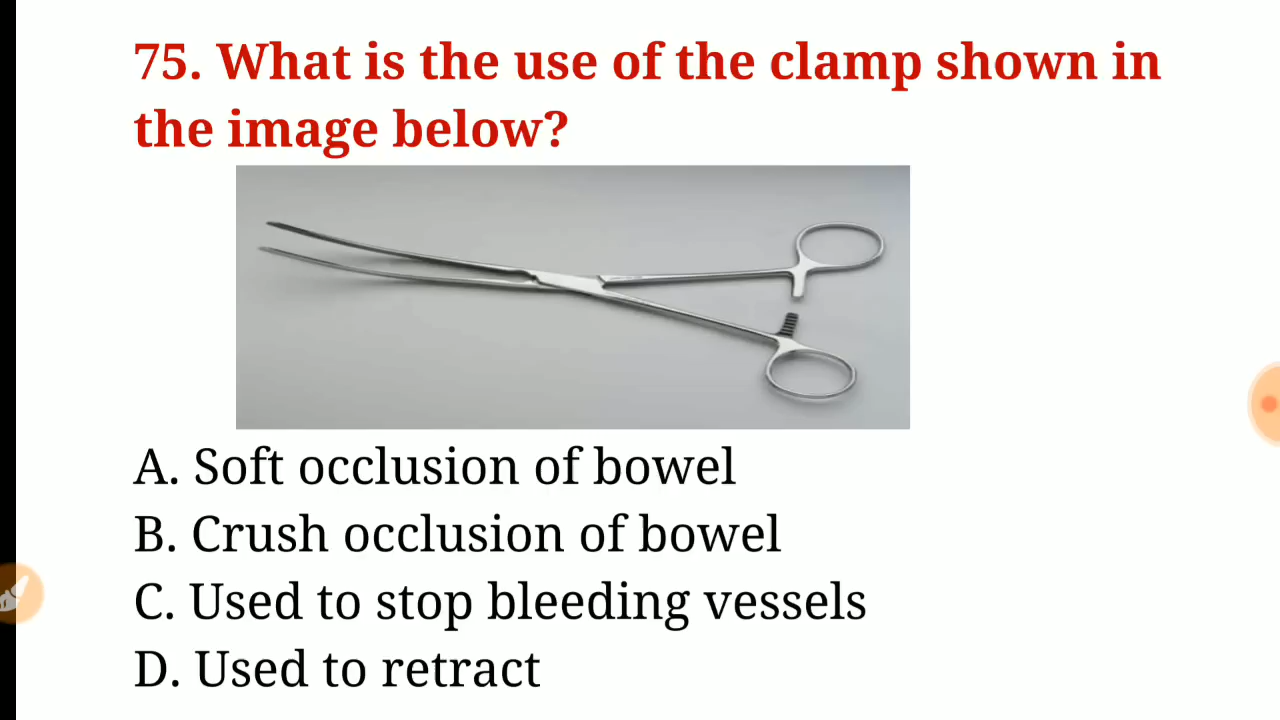 75. What is the use of the clamp shown in
the image below?
A. Soft occlusion of bowel
B. Crush occlusion of bowel
C. Used to stop bleeding vessels
D. Used to retract